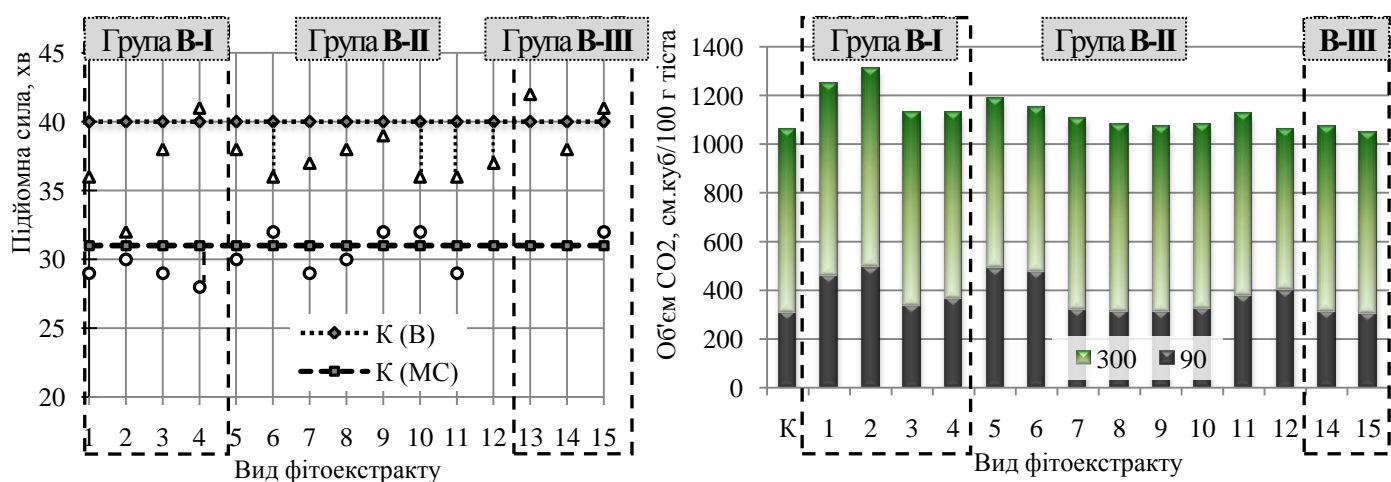 Група В-І
Група В-ІІ
Група В-ІІІ
Підйомна сила, хв
45
40
35
30
25
20
К (В)
К (МС)
1 2 3 4 5 6 7 8 9 10 11 12 13 14 15
Вид фітоекстракту
Група В-І
Група В-ІІ
В-ІІІ
Об'єм СО2, см.куб/100 г тіста
1400
1200
1000
800
600
400
200
0
300 90
К 1 2 3 4 5 6 7 8 9 10 11 12 14 15
Вид фітоекстракту